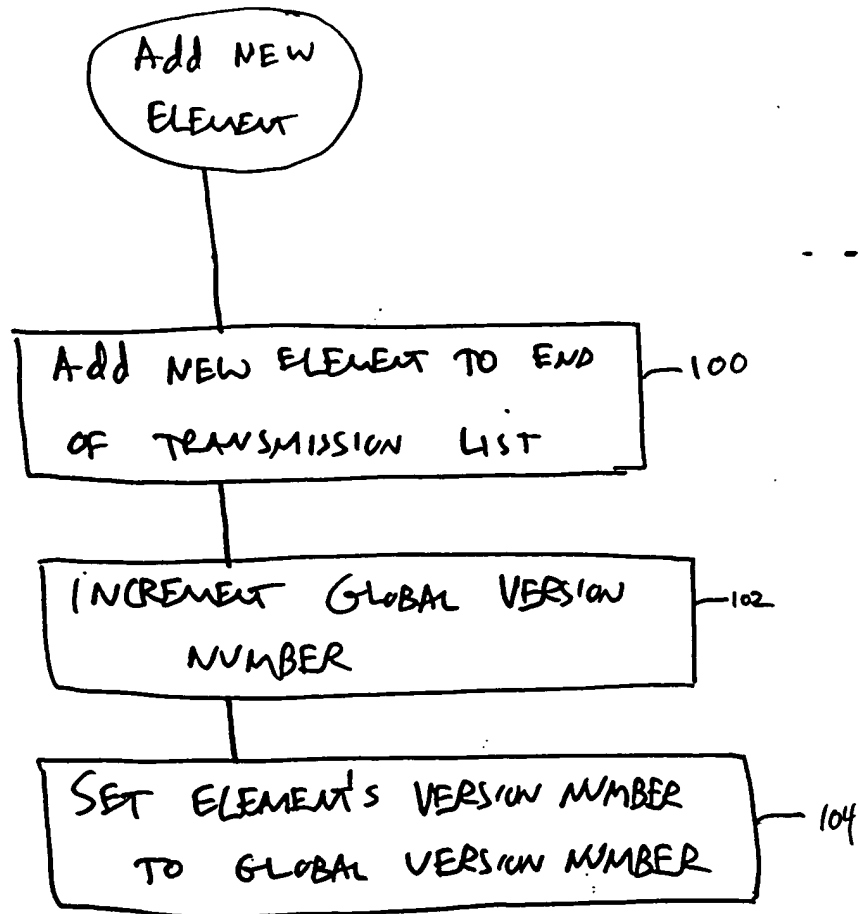 Add NEW
ELEMENT
Add NEW ELEMENT TO END
OF TRANSMISSION LIST
100
INCREMENT GLOBAL VERSION
NUMBER
102
SET ELEMENT'S VERSION NUMBER
TO GLOBAL VERSION NUMBER
104